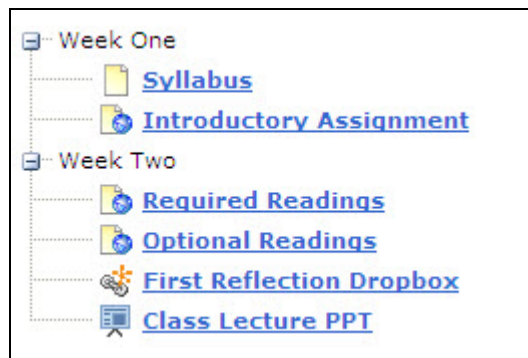 Week One
Syllabus
Introductory Assignment
Week Two
Required Readings
Optional Readings
First Reflection Dropbox
Class Lecture PPT